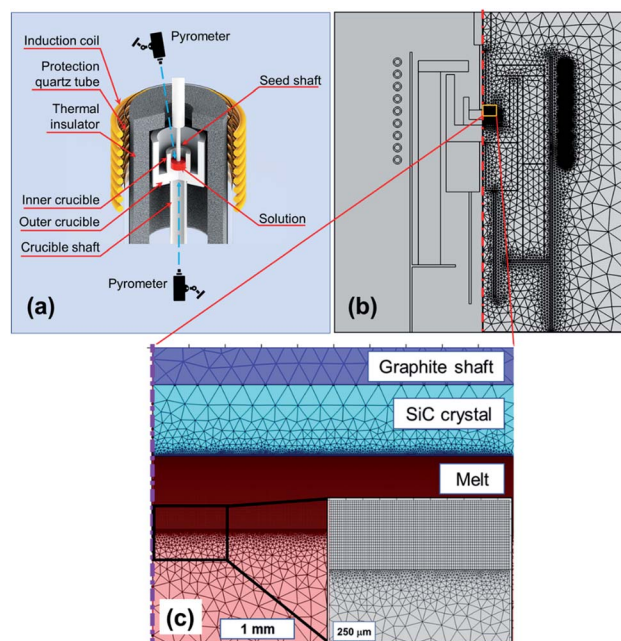 Induction coil
Pyrometer
Protection
quartz tube
Seed shaft
Thermal
insulator
Inner crucible
Outer crucible
Solution
Crucible shaft
Pyrometer
(a)
(b)
Graphite shaft
SiC crystal
Melt
(c)
1 mm
250 μm